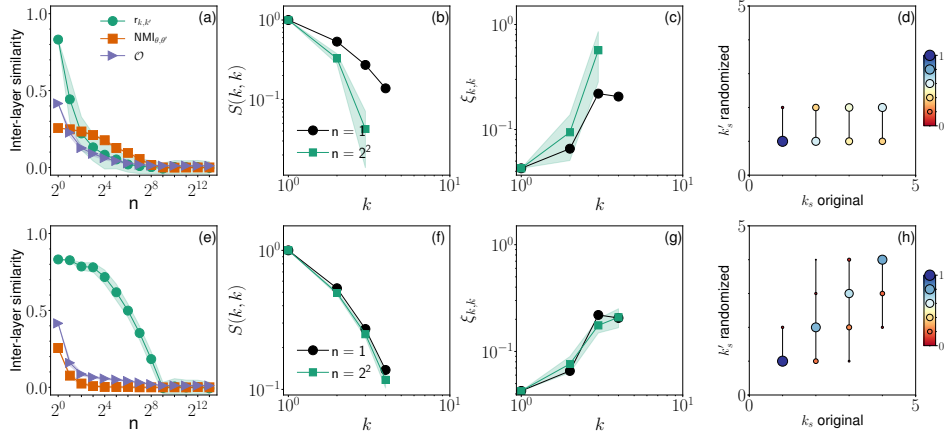 (a)
1.0
0.5
0.0
Inter-layer similarity
r_{k,k'}
NMI_{θ,θ'}
𝒪
2^0
2^4
2^8
2^12
n
(b)
10^0
10^{-1}
S(k, k)
n = 1
n = 2^2
10^0
10^1
k
(c)
10^0
10^{-1}
ξ_{k,k}
10^0
10^1
k
(d)
5
0
k'_s randomized
0
5
k_s original
1
0
(e)
1.0
0.5
0.0
Inter-layer similarity
2^0
2^4
2^8
2^12
n
(f)
10^0
10^{-1}
S(k, k)
n = 1
n = 2^2
10^0
10^1
k
(g)
10^0
10^{-1}
ξ_{k,k}
10^0
10^1
k
(h)
5
0
k'_s randomized
0
5
k_s original
1
0